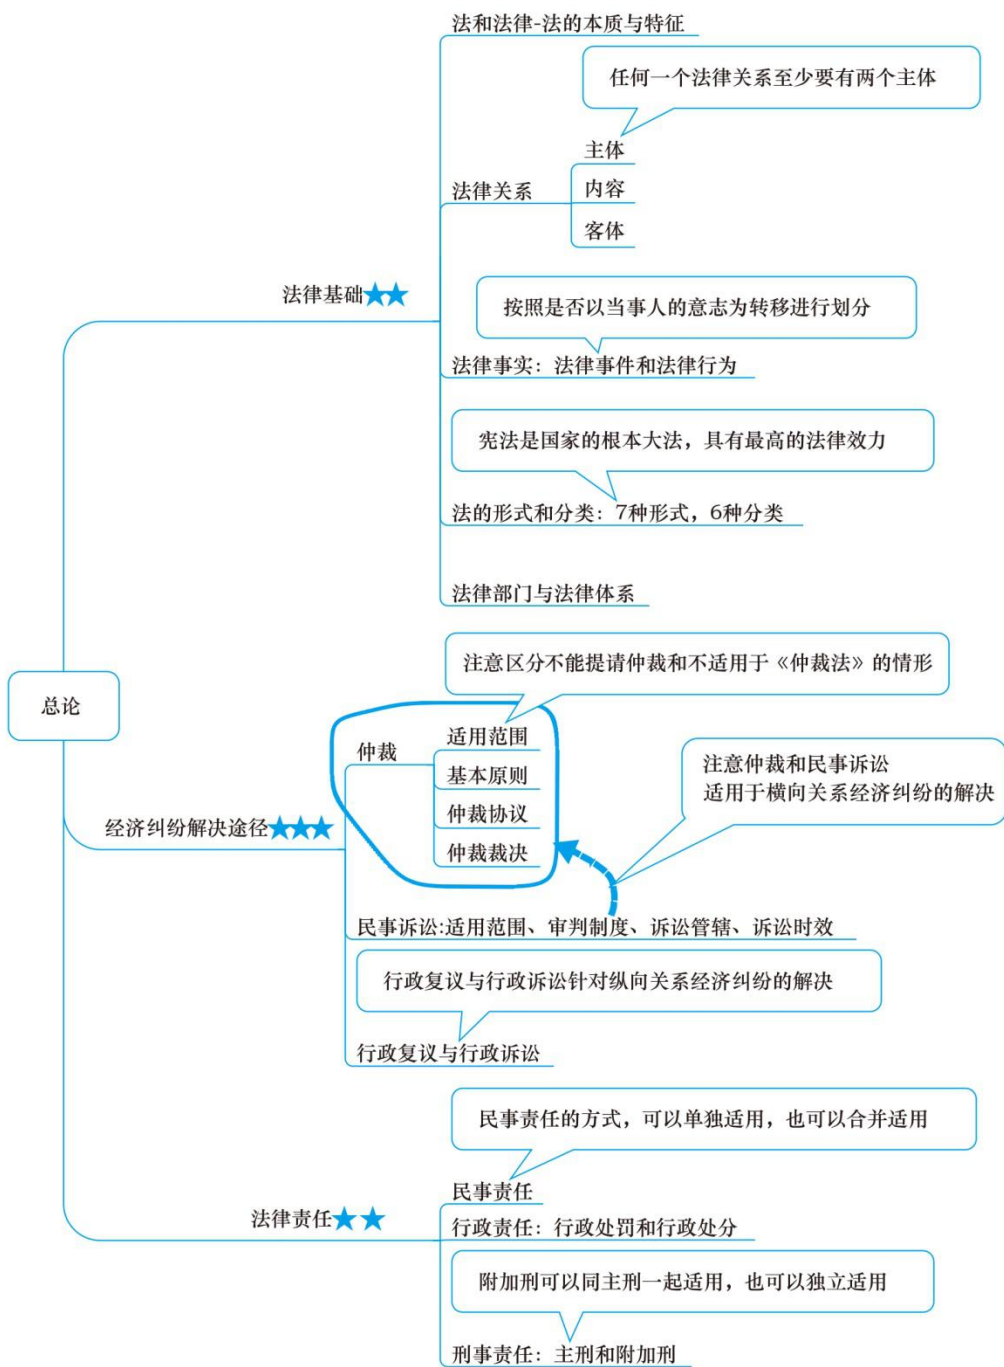 法和法律-法的本质与特征
任何一个法律关系至少要有两个主体
主体
法律关系
内容
客体
法律基础★★
按照是否以当事人的意志为转移进行划分
法律事实：法律事件和法律行为
宪法是国家的根本大法，具有最高的法律效力
法的形式和分类：7种形式，6种分类
法律部门与法律体系
总论
注意区分不能提请仲裁和不适用于《仲裁法》的情形
仲裁
适用范围
基本原则
仲裁协议
仲裁裁决
注意仲裁和民事诉讼
适用于横向关系经济纠纷的解决
经济纠纷解决途径★★★
民事诉讼:适用范围、审判制度、诉讼管辖、诉讼时效
行政复议与行政诉讼针对纵向关系经济纠纷的解决
行政复议与行政诉讼
民事责任的方式，可以单独适用，也可以合并适用
民事责任
法律责任★ ★
行政责任：行政处罚和行政处分
附加刑可以同主刑一起适用，也可以独立适用
刑事责任：主刑和附加刑